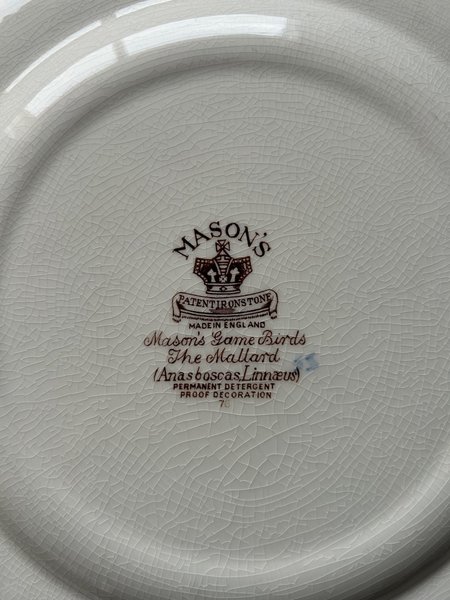 MASON'S
PATENT IRONSTONE
MADE IN ENGLAND
Mason's Game Birds
The Mallard
(Anas boscas, Linnæus)
PERMANENT DETERGENT
PROOF DECORATION